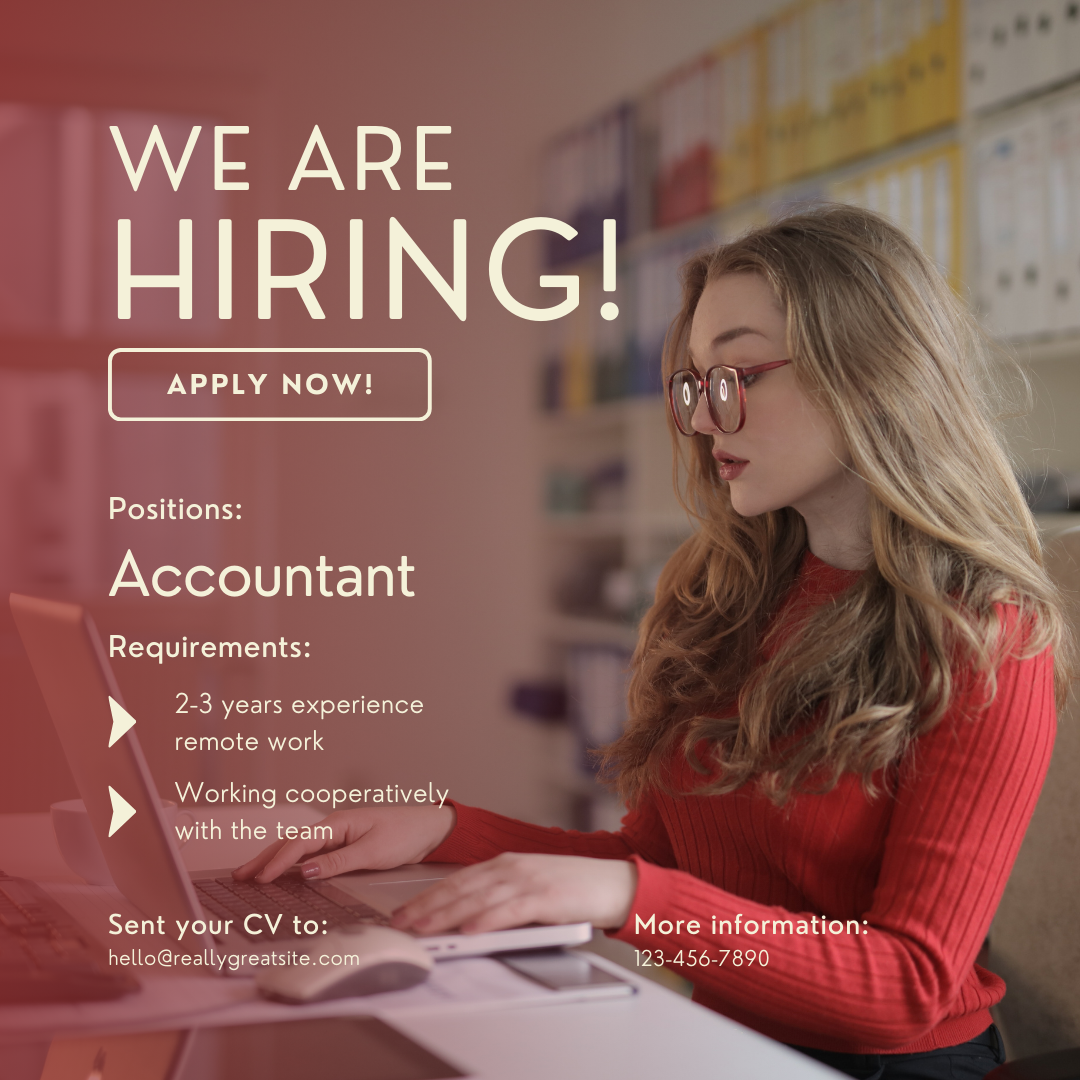 WE ARE
HIRING!
APPLY NOW!
Positions:
Accountant
Requirements:
2-3 years experience
remote work
Working cooperatively
with the team
Sent your CV to:
hello@reallygreatsite.com
More information:
123-456-7890